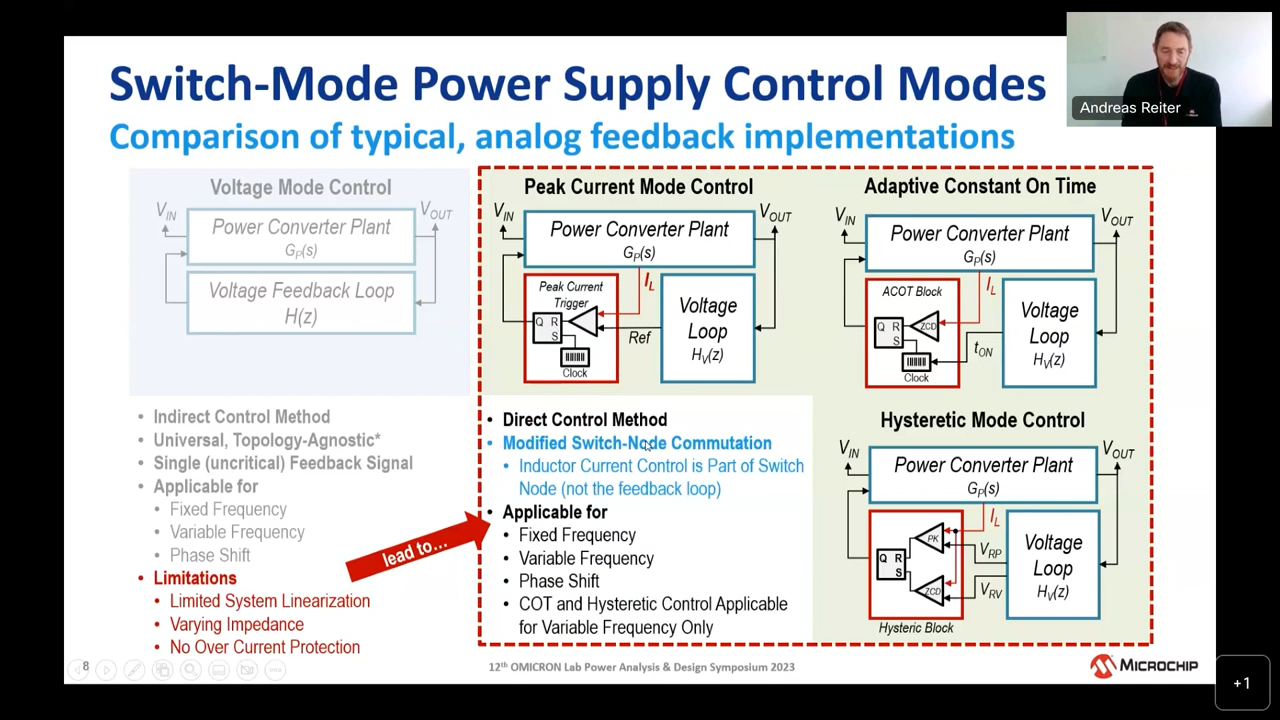 Switch-Mode Power Supply Control Modes
Comparison of typical, analog feedback implementations
Andreas Reiter
Voltage Mode Control
VIN
VOUT
Power Converter Plant
GP(s)
Voltage Feedback Loop
H(z)
• Indirect Control Method
• Universal, Topology-Agnostic*
• Single (uncritical) Feedback Signal
• Applicable for
• Fixed Frequency
• Variable Frequency
• Phase Shift
• Limitations
• Limited System Linearization
• Varying Impedance
• No Over Current Protection
lead to...
Peak Current Mode Control
VIN
VOUT
Power Converter Plant
GP(s)
IL
Peak Current
Trigger
Q R
S
Clock
Ref
Voltage
Loop
HV(z)
• Direct Control Method
• Modified Switch-Node Commutation
• Inductor Current Control is Part of Switch
Node (not the feedback loop)
• Applicable for
• Fixed Frequency
• Variable Frequency
• Phase Shift
• COT and Hysteretic Control Applicable
for Variable Frequency Only
Adaptive Constant On Time
VIN
VOUT
Power Converter Plant
GP(s)
IL
ACOT Block
Q R
S
ZCD
Clock
tON
Voltage
Loop
HV(z)
Hysteretic Mode Control
VIN
VOUT
Power Converter Plant
GP(s)
IL
PK
Q R
S
ZCD
VRP
VRV
Voltage
Loop
HV(z)
Hysteric Block
8
12th OMICRON Lab Power Analysis & Design Symposium 2023
MICROCHIP
+1